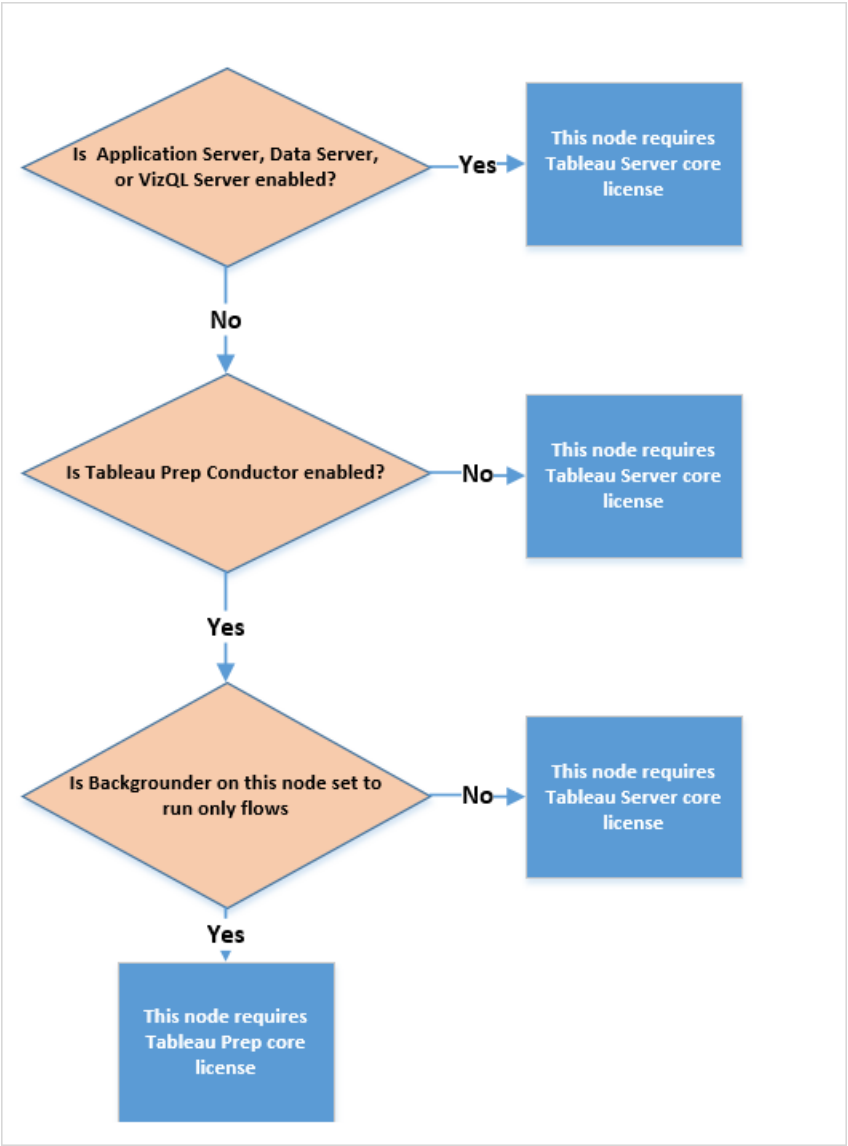 Is  Application Server, Data Server,
or VizQL Server enabled?
Yes
This node requires
Tableau Server core
license
No
Is Tableau Prep Conductor enabled?
No
This node requires
Tableau Server core
license
Yes
Is Backgrounder on this node set to
run only flows
No
This node requires
Tableau Server core
license
Yes
This node requires
Tableau Prep core
license